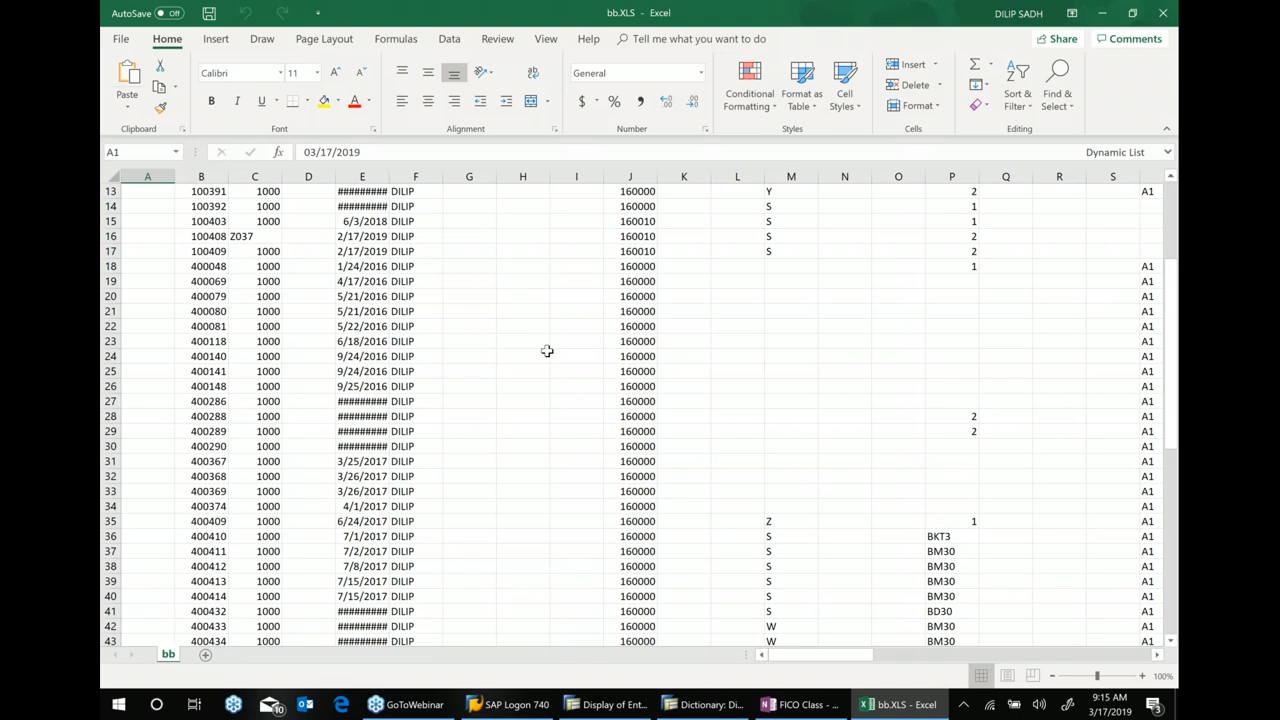 AutoSave Off bb.XLS - Excel DILIP SADH
File Home Insert Draw Page Layout Formulas Data Review View Help Tell me what you want to do Share Comments
Calibri 11 General Insert Σ
Paste Conditional Format as Cell Delete Sort & Find &
B I U A $ % , Formatting Table Styles Format Filter Select
Clipboard Font Alignment Number Styles Cells Editing
A1 fx 03/17/2019 Dynamic List
A B C D E F G H I J K L M N O P Q R S
13 100391 1000 ######### DILIP 160000 Y 2 A1
14 100392 1000 ######### DILIP 160000 S 1
15 100403 1000 6/3/2018 DILIP 160010 S 1
16 100408 Z037 2/17/2019 DILIP 160010 S 2
17 100409 1000 2/17/2019 DILIP 160010 S 2
18 400048 1000 1/24/2016 DILIP 160000 1 A1
19 400069 1000 4/17/2016 DILIP 160000 A1
20 400079 1000 5/21/2016 DILIP 160000 A1
21 400080 1000 5/21/2016 DILIP 160000 A1
22 400081 1000 5/22/2016 DILIP 160000 A1
23 400118 1000 6/18/2016 DILIP 160000 A1
24 400140 1000 9/24/2016 DILIP 160000 A1
25 400141 1000 9/24/2016 DILIP 160000 A1
26 400148 1000 9/25/2016 DILIP 160000 A1
27 400286 1000 ######### DILIP 160000 A1
28 400288 1000 ######### DILIP 160000 2 A1
29 400289 1000 ######### DILIP 160000 2 A1
30 400290 1000 ######### DILIP 160000 A1
31 400367 1000 3/25/2017 DILIP 160000 A1
32 400368 1000 3/26/2017 DILIP 160000 A1
33 400369 1000 3/26/2017 DILIP 160000 A1
34 400374 1000 4/1/2017 DILIP 160000 A1
35 400409 1000 6/24/2017 DILIP 160000 Z 1 A1
36 400410 1000 7/1/2017 DILIP 160000 S BKT3 A1
37 400411 1000 7/2/2017 DILIP 160000 S BM30 A1
38 400412 1000 7/8/2017 DILIP 160000 S BM30 A1
39 400413 1000 7/15/2017 DILIP 160000 S BM30 A1
40 400414 1000 7/15/2017 DILIP 160000 S BM30 A1
41 400432 1000 ######### DILIP 160000 S BD30 A1
42 400433 1000 ######### DILIP 160000 W BM30 A1
43 400434 1000 ######### DILIP 160000 W BM30 A1
bb
100%
10 GoToWebinar SAP Logon 740 Display of Ent... Dictionary: Di... FICO Class - ... bb.XLS - Excel 9:15 AM
3/17/2019 3